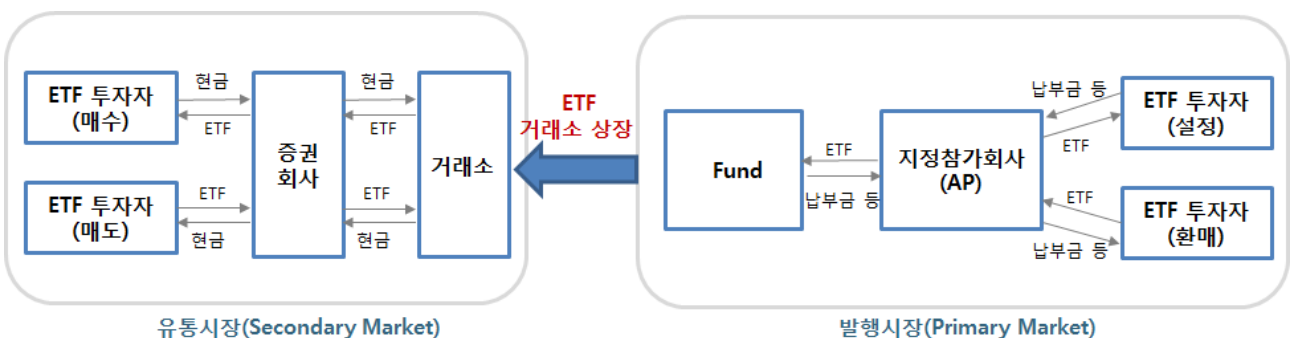 ETF 투자자
(매수)
현금
ETF
증권
회사
현금
ETF
거래소
ETF 투자자
(매도)
ETF
현금
ETF
현금
유통시장(Secondary Market)
ETF
거래소 상장
Fund
ETF
납부금 등
지정참가회사
(AP)
납부금 등
ETF
ETF 투자자
(설정)
ETF
납부금 등
ETF 투자자
(환매)
발행시장(Primary Market)